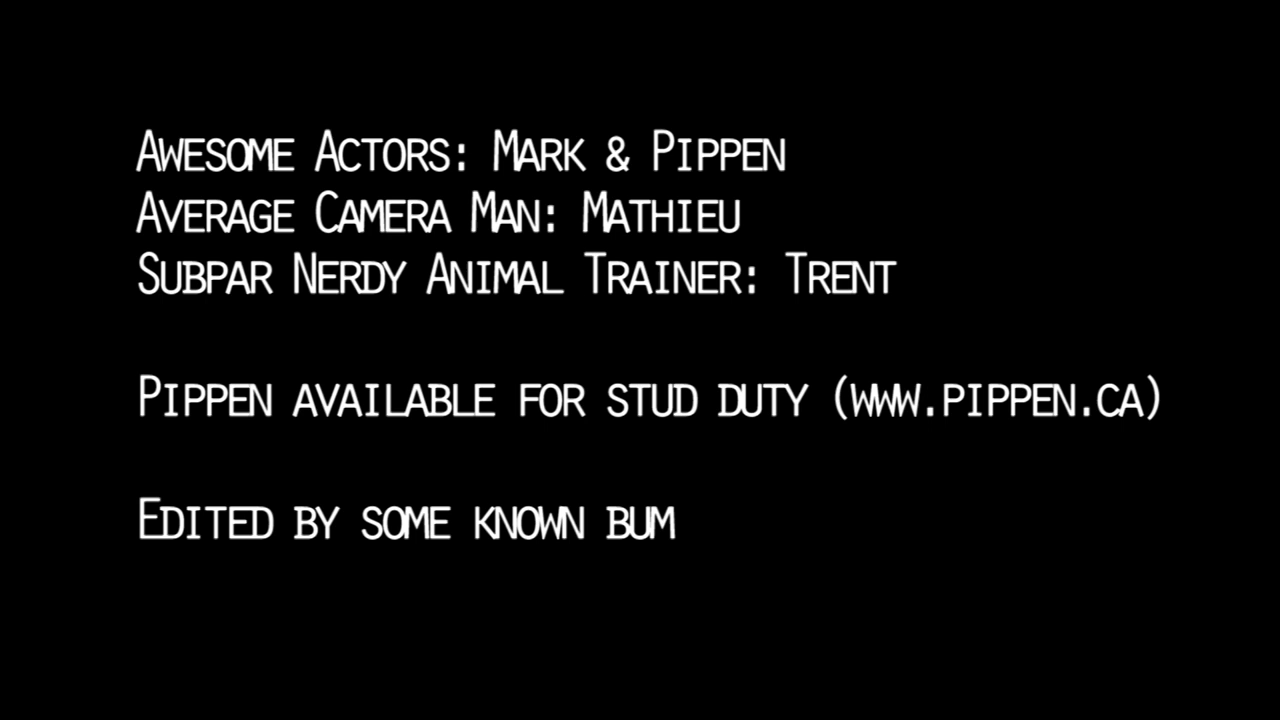 Awesome Actors: Mark & Pippen
Average Camera Man: Mathieu
Subpar Nerdy Animal Trainer: Trent
Pippen available for stud duty (www.pippen.ca)
Edited by some known bum